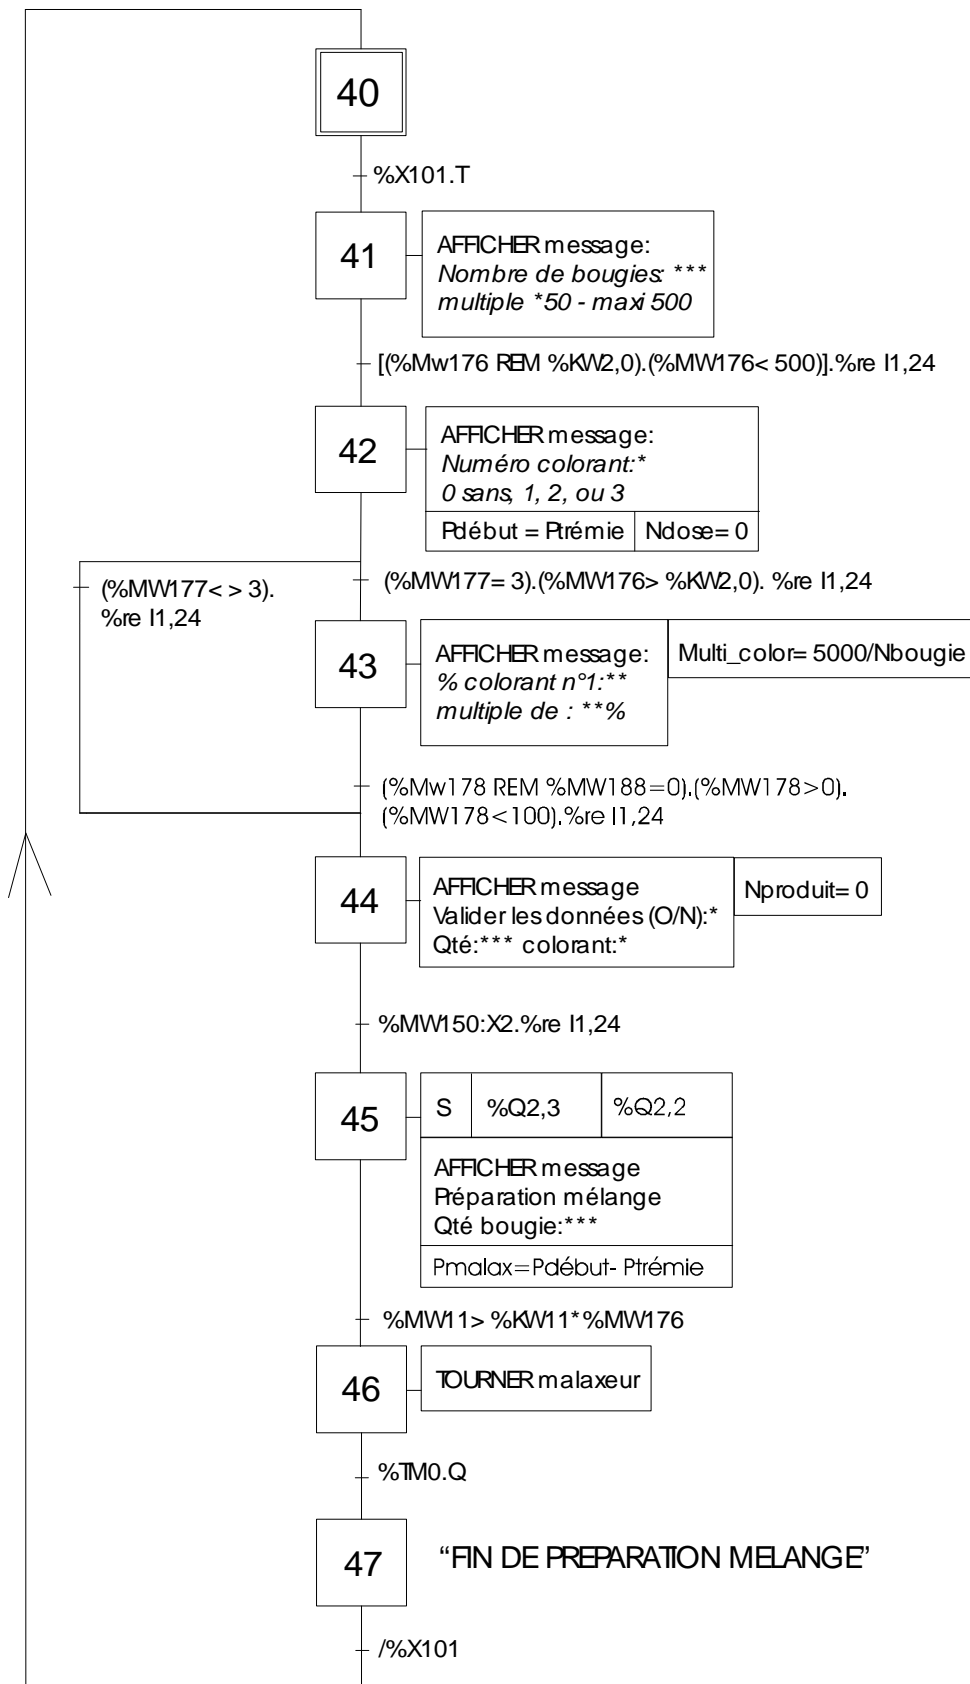 40
%X101.T
41
AFFICHER message:
Nombre de bougies: ***
multiple *50 - maxi 500
[(%Mw176 REM %KW2,0).(%MW176< 500)].%re I1,24
42
AFFICHER message:
Numéro colorant:*
0 sans, 1, 2, ou 3
Pdébut = Ptrémie Ndose= 0
(%MW177< > 3).
%re I1,24
(%MW177= 3).(%MW176> %KW2,0). %re I1,24
43
AFFICHER message:
% colorant n°1:**
multiple de : **%
Multi_color= 5000/Nbougie
(%Mw178 REM %MW188=0).(%MW178>0).
(%MW178<100).%re I1,24
44
AFFICHER message
Valider les données (O/N):*
Qté:*** colorant:*
Nproduit= 0
%MW150:X2.%re I1,24
45
S %Q2,3 %Q2,2
AFFICHER message
Préparation mélange
Qté bougie:***
Pmalax=Pdébut- Ptrémie
%MW11> %KW11*%MW176
46
TOURNER malaxeur
%TM0.Q
47
“FIN DE PREPARATION MELANGE”
/%X101